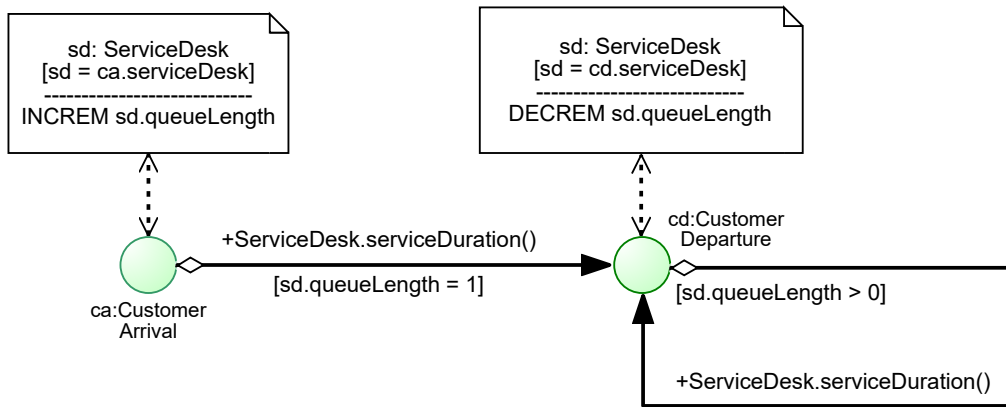 sd: ServiceDesk
[sd = ca.serviceDesk]
----------------------------
INCREM sd.queueLength
sd: ServiceDesk
[sd = cd.serviceDesk]
----------------------------
DECREM sd.queueLength
+ServiceDesk.serviceDuration()
[sd.queueLength = 1]
ca:Customer
Arrival
cd:Customer
Departure
[sd.queueLength > 0]
+ServiceDesk.serviceDuration()